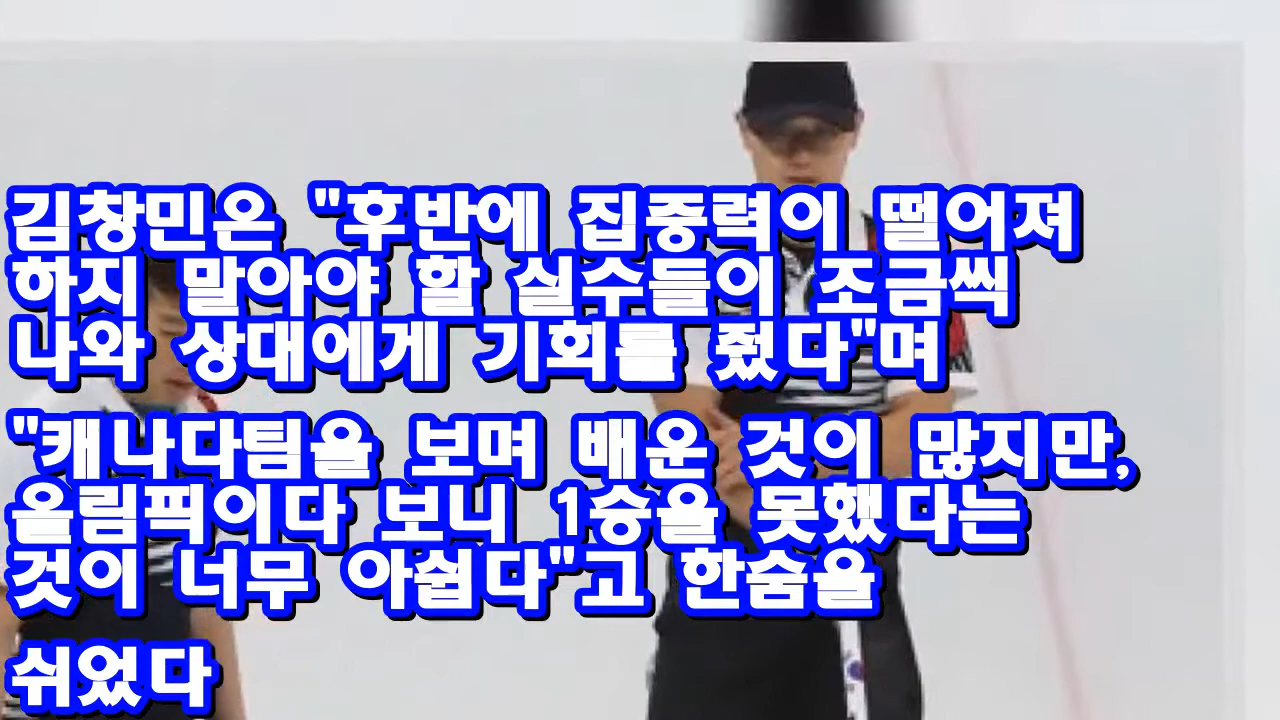 김창민은 "후반에 집중력이 떨어져
하지 말아야 할 실수들이 조금씩
나와 상대에게 기회를 줬다"며
"캐나다팀을 보며 배운 것이 많지만,
올림픽이다 보니 1승을 못했다는
것이 너무 아쉽다"고 한숨을
쉬었다